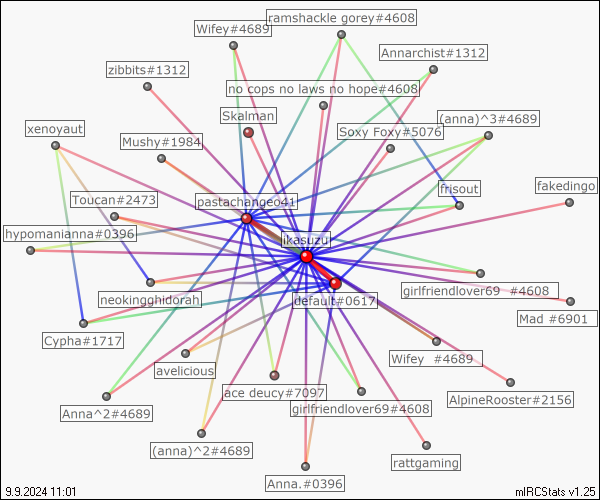 ramshackle gorey#4608
Wifey#4689
Annarchist#1312
zibbits#1312
no cops no laws no hope#4608
Skalman
(anna)^3#4689
xenoyaut
Soxy Foxy#5076
Mushy#1984
frisout
fakedingo
Toucan#2473
pastachangeo41
hypomanianna#0396
ikasuzu
girlfriendlover69 #4608
neokingghidorah
default#0617
Mad #6901
Cypha#1717
Wifey #4689
avelicious
ace deucy#7097
AlpineRooster#2156
Anna^2#4689
girlfriendlover69#4608
(anna)^2#4689
rattgaming
Anna.#0396
9.9.2024 11:01
mIRCStats v1.25